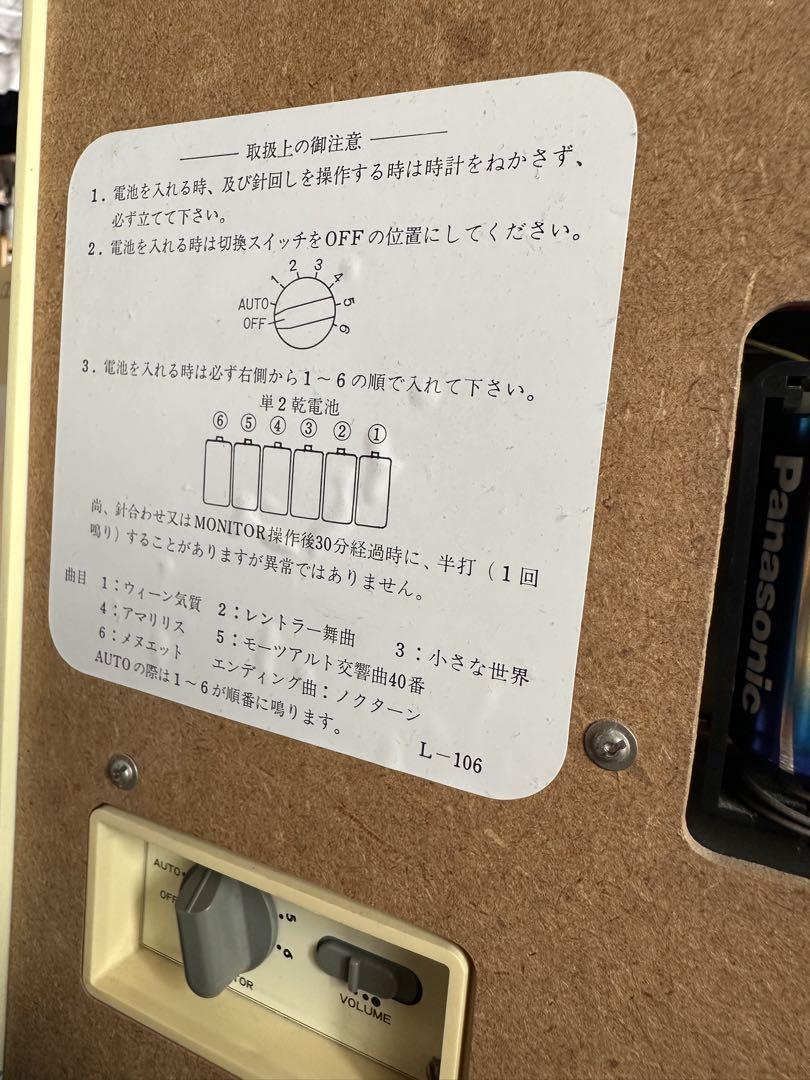 取扱上の御注意
1. 電池を入れる時、及び針回しを操作する時は時計をねかさず、
必ず立てて下さい。
2. 電池を入れる時は切換スイッチをOFFの位置にしてください。
AUTO 1 2 3 4 5 6
OFF
3. 電池を入れる時は必ず右側から1～6の順で入れて下さい。
単2乾電池
⑥ ⑤ ④ ③ ② ①
尚、針合わせ又はMONITOR操作後30分経過時に、半打(1回
鳴り)することがありますが異常ではありません。
曲目 1:ウィーン気質 2:レントラー舞曲 3:小さな世界
4:アマリリス 5:モーツアルト交響曲40番
6:メヌエット エンディング曲:ノクターン
AUTOの際は1～6が順番に鳴ります。
L-106
Panasonic
AUTO
OFF
5
6
VOLUME